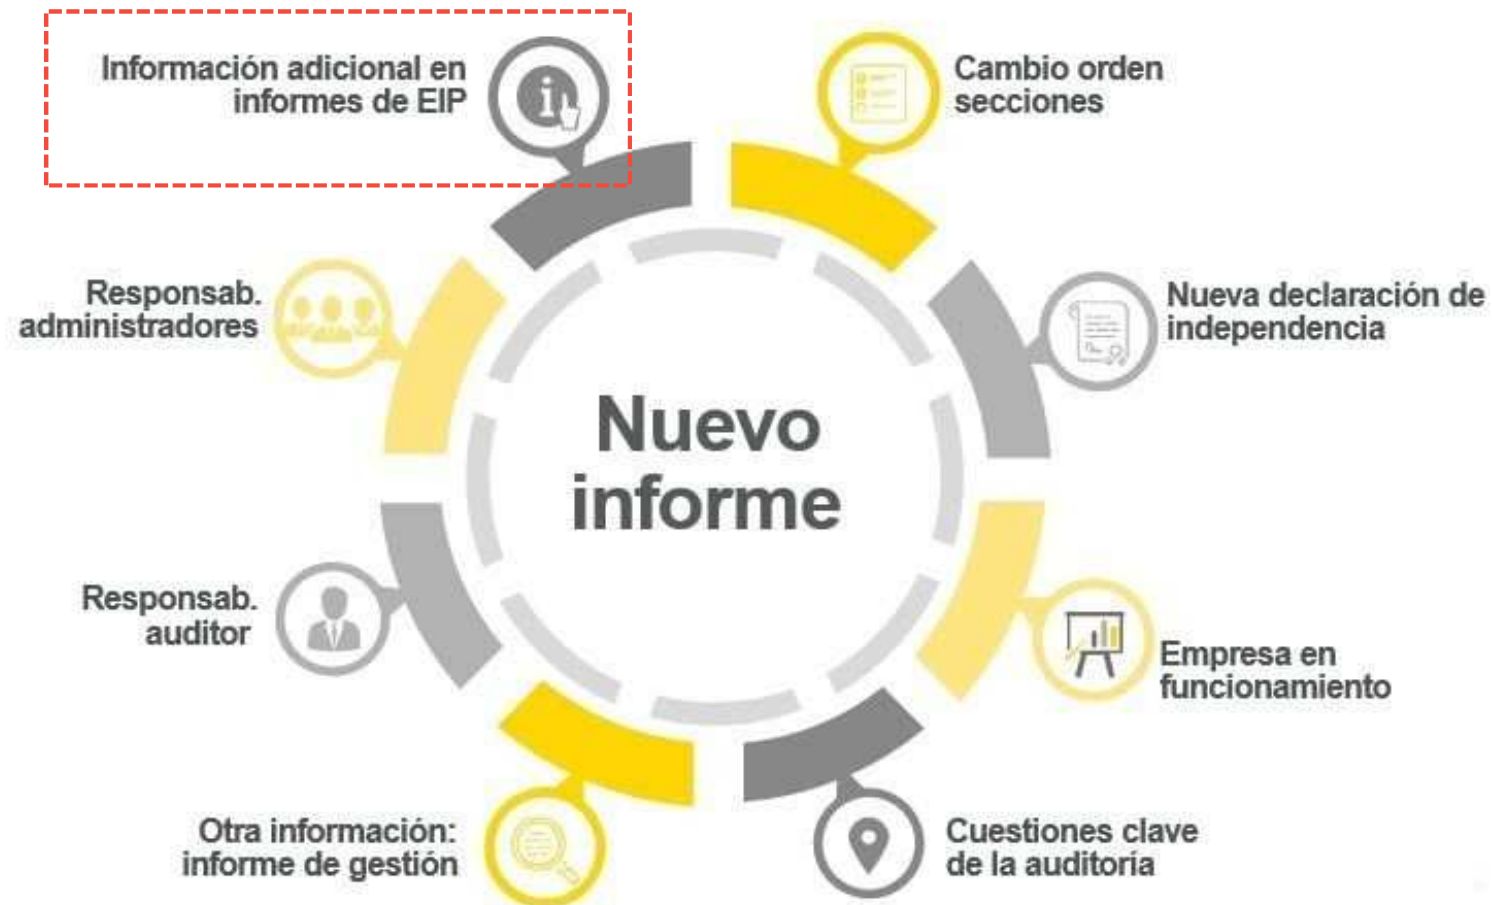 Información adicional en
informes de EIP
Cambio orden
secciones
Responsab.
administradores
Nueva declaración de
independencia
Nuevo
informe
Responsab.
auditor
Empresa en
funcionamiento
Otra información:
informe de gestión
Cuestiones clave
de la auditoría